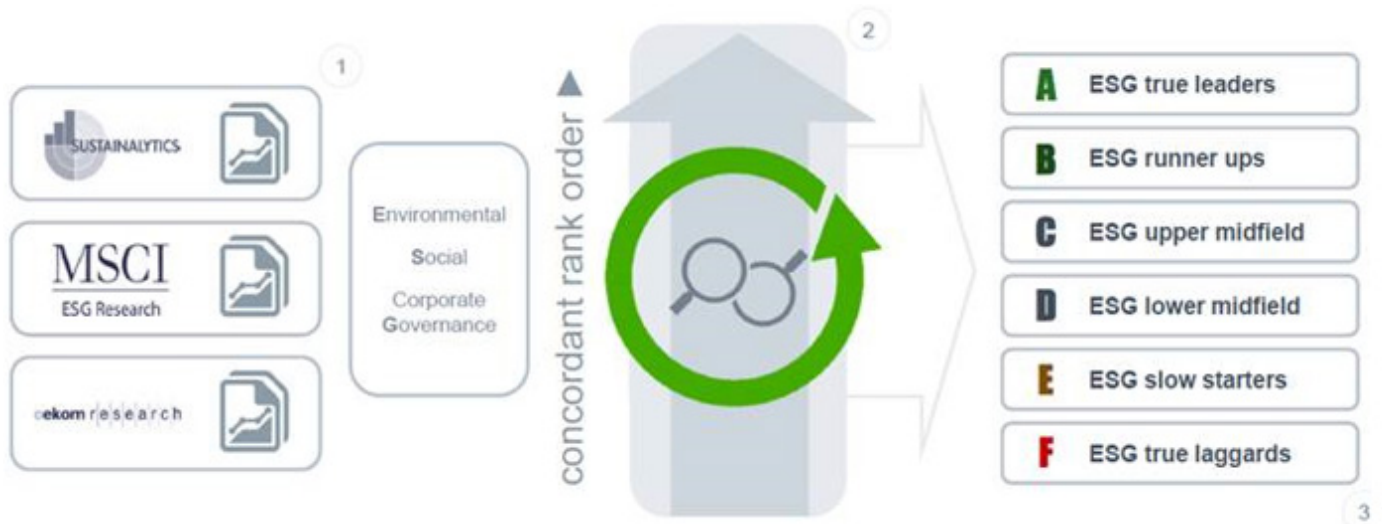 1
SUSTAINALYTICS
MSCI
ESG Research
oekom research
Environmental
Social
Corporate
Governance
concordant rank order ▲
2
A ESG true leaders
B ESG runner ups
C ESG upper midfield
D ESG lower midfield
E ESG slow starters
F ESG true laggards
3